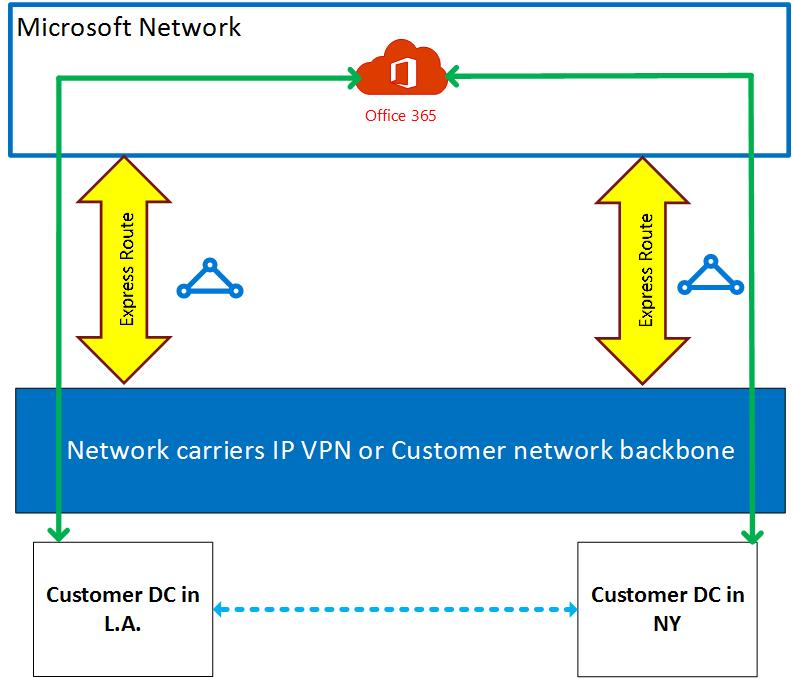 Microsoft Network
Office 365
Express Route
Express Route
Network carriers IP VPN or Customer network backbone
Customer DC in
L.A.
Customer DC in
NY